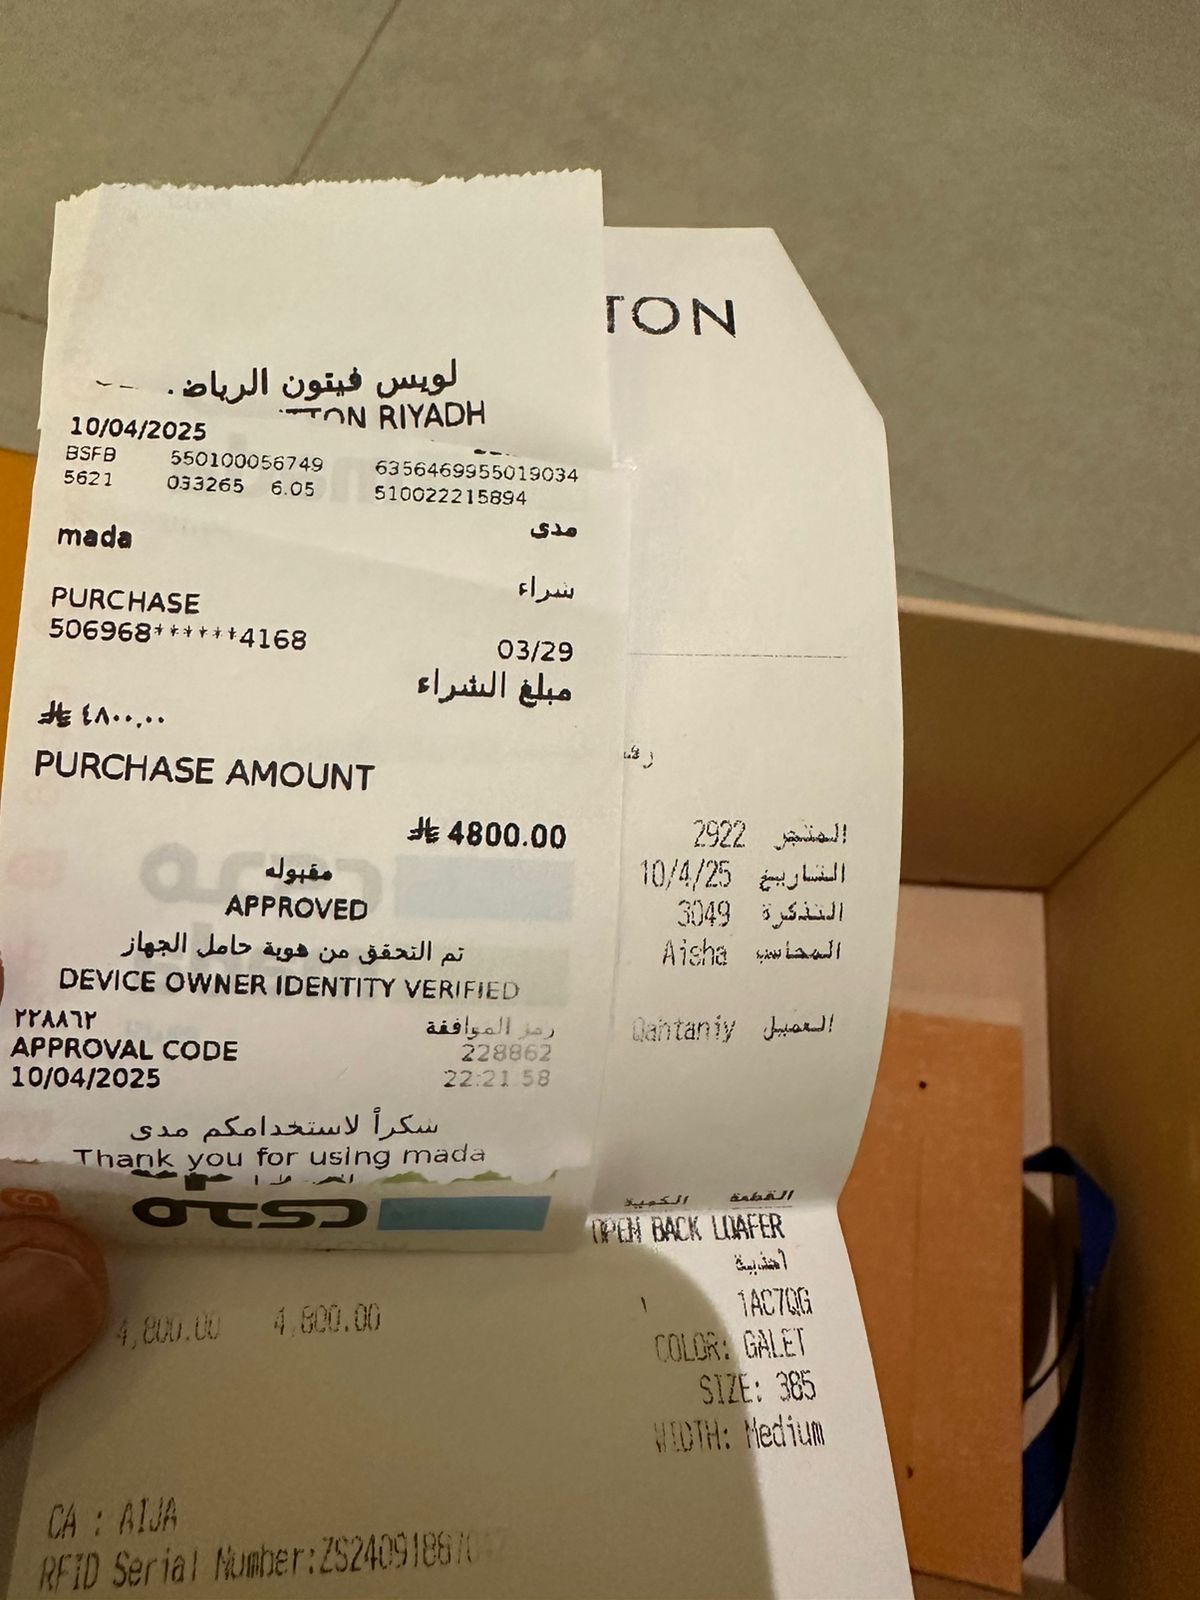 لويس فيتون الرياض
TON RIYADH
10/04/2025
BSFB 550100056749 6356469955019034
5621 033265 6.05 510022215894
mada مدى
شراء
PURCHASE
506968******4168 03/29
مبلغ الشراء
٤٨٠٠,٠٠
PURCHASE AMOUNT
4800.00
مقبوله
APPROVED
تم التحقق من هوية حامل الجهاز
DEVICE OWNER IDENTITY VERIFIED
٢٢٨٨٦٢ رمز الموافقة
APPROVAL CODE 228862
10/04/2025 22:21:58
شكراً لاستخدامكم مدى
Thank you for using mada
TON
المتجر 2922
التاريخ 10/4/25
التذكرة 3049
المحاسب Aisha
العميل Qahtaniy
القطعة الكمية
OPEN BACK LOAFER
أحذية
1AC7QG
4,800.00 4,800.00
COLOR: GALET
SIZE: 385
WIDTH: Medium
CA : AIJA
RFID Serial Number: